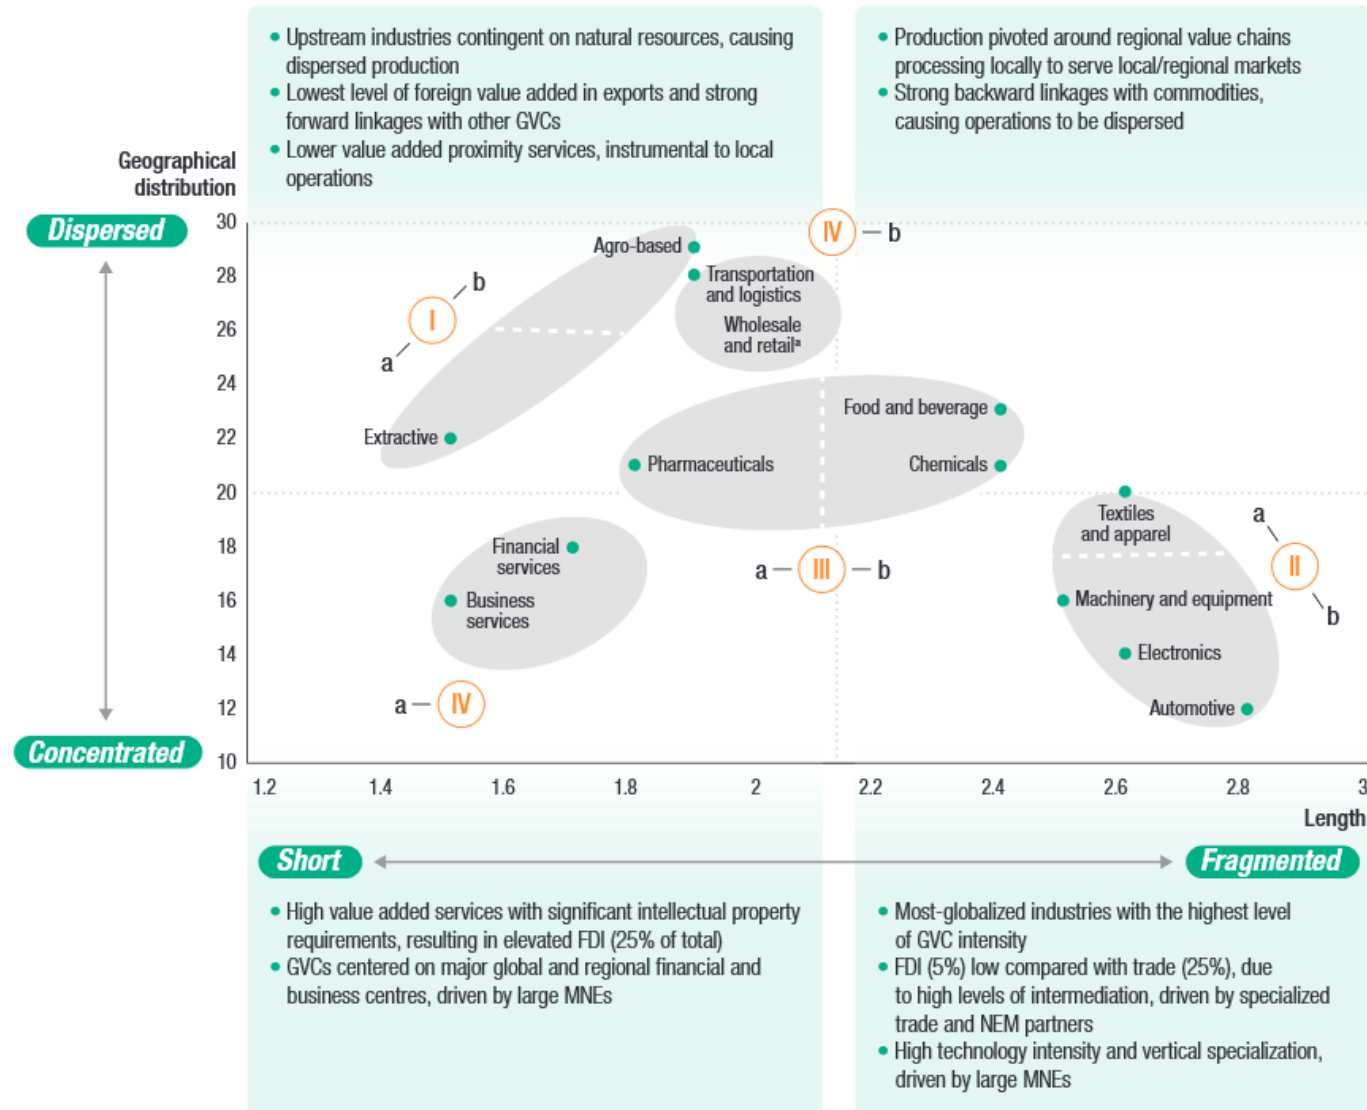 • Upstream industries contingent on natural resources, causing
dispersed production
• Lowest level of foreign value added in exports and strong
forward linkages with other GVCs
• Lower value added proximity services, instrumental to local
operations
• Production pivoted around regional value chains
processing locally to serve local/regional markets
• Strong backward linkages with commodities,
causing operations to be dispersed
Geographical
distribution
Dispersed
Concentrated
30
28
26
24
22
20
18
16
14
12
10
Agro-based
Transportation
and logistics
Wholesale
and retailª
IV
b
b
I
a
Extractive
Pharmaceuticals
Food and beverage
Chemicals
a
III
b
Textiles
and apparel
a
II
b
Machinery and equipment
Electronics
Automotive
Financial
services
Business
services
a
IV
1.2
1.4
1.6
1.8
2
2.2
2.4
2.6
2.8
3
Length
Short
Fragmented
• High value added services with significant intellectual property
requirements, resulting in elevated FDI (25% of total)
• GVCs centered on major global and regional financial and
business centres, driven by large MNEs
• Most-globalized industries with the highest level
of GVC intensity
• FDI (5%) low compared with trade (25%), due
to high levels of intermediation, driven by specialized
trade and NEM partners
• High technology intensity and vertical specialization,
driven by large MNEs